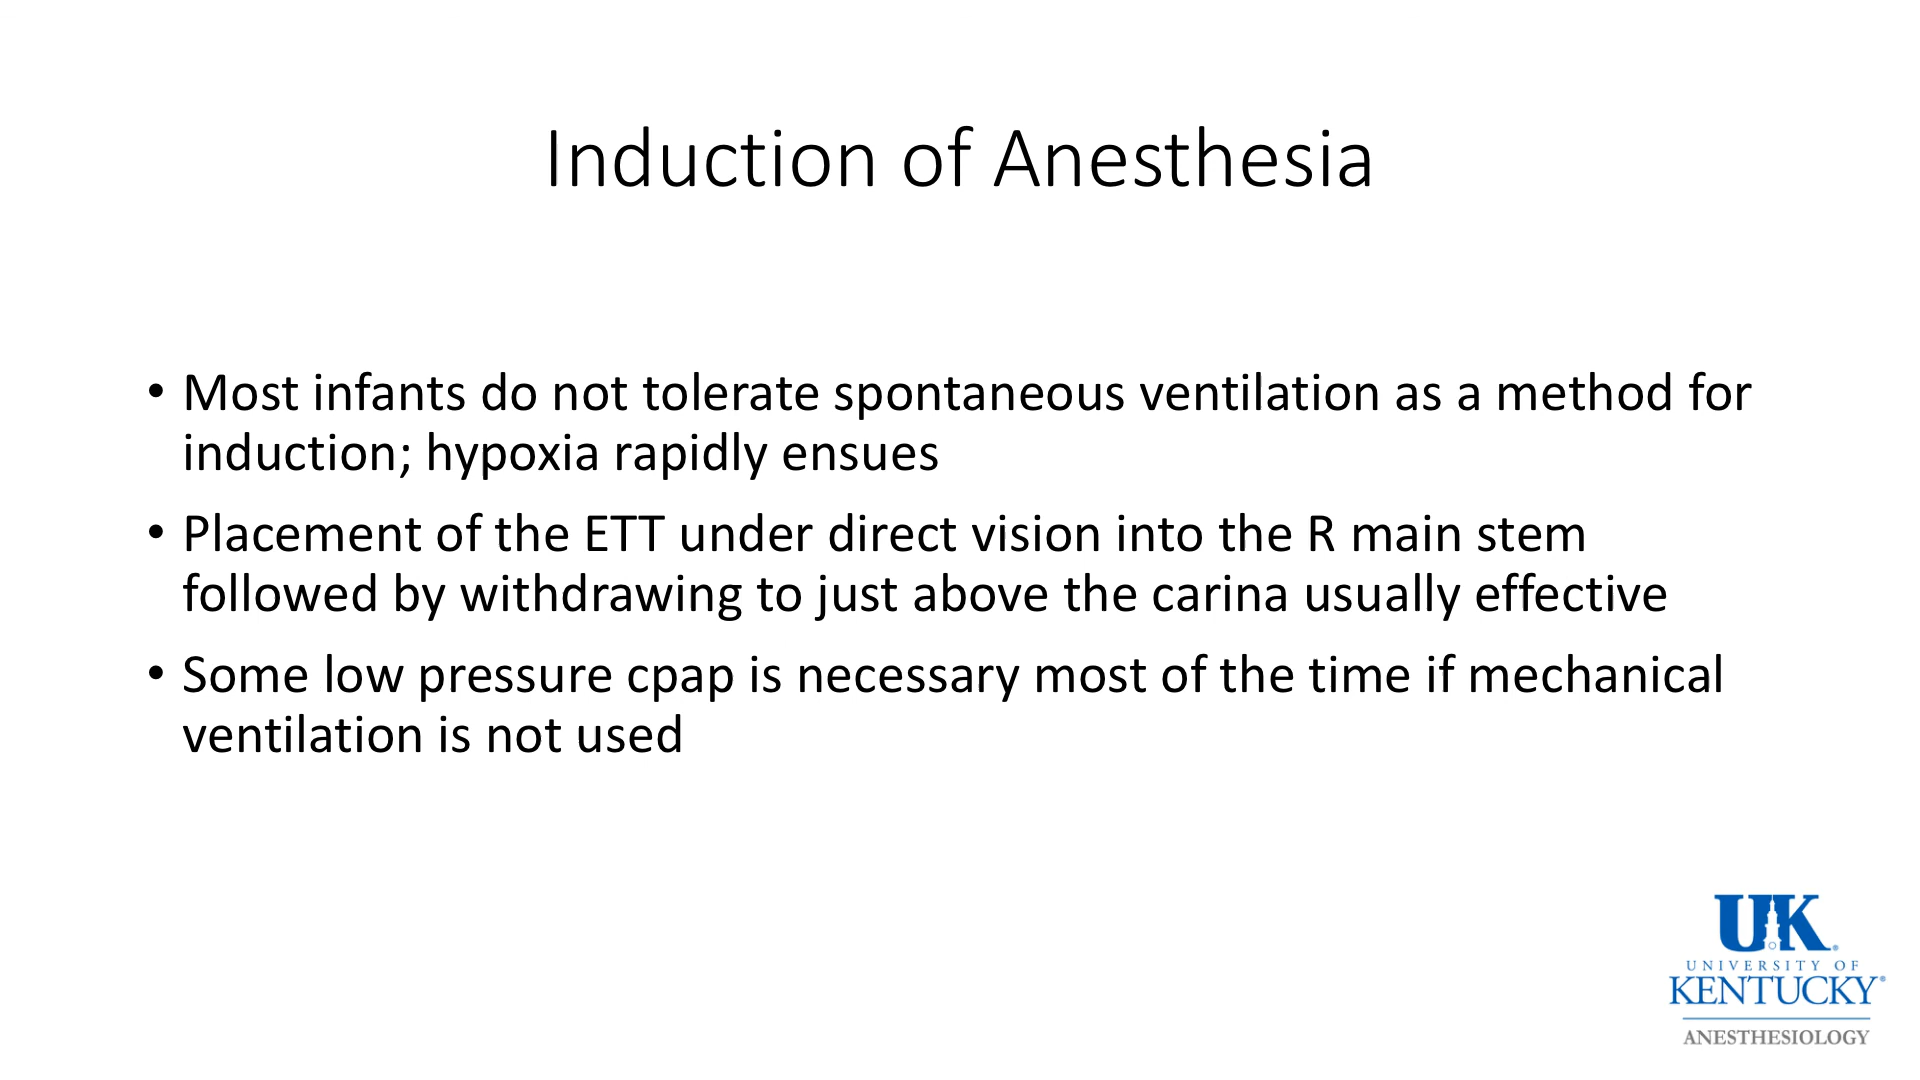 Induction of Anesthesia
• Most infants do not tolerate spontaneous ventilation as a method for
induction; hypoxia rapidly ensues
• Placement of the ETT under direct vision into the R main stem
followed by withdrawing to just above the carina usually effective
• Some low pressure cpap is necessary most of the time if mechanical
ventilation is not used
UK®
UNIVERSITY OF
KENTUCKY®
ANESTHESIOLOGY